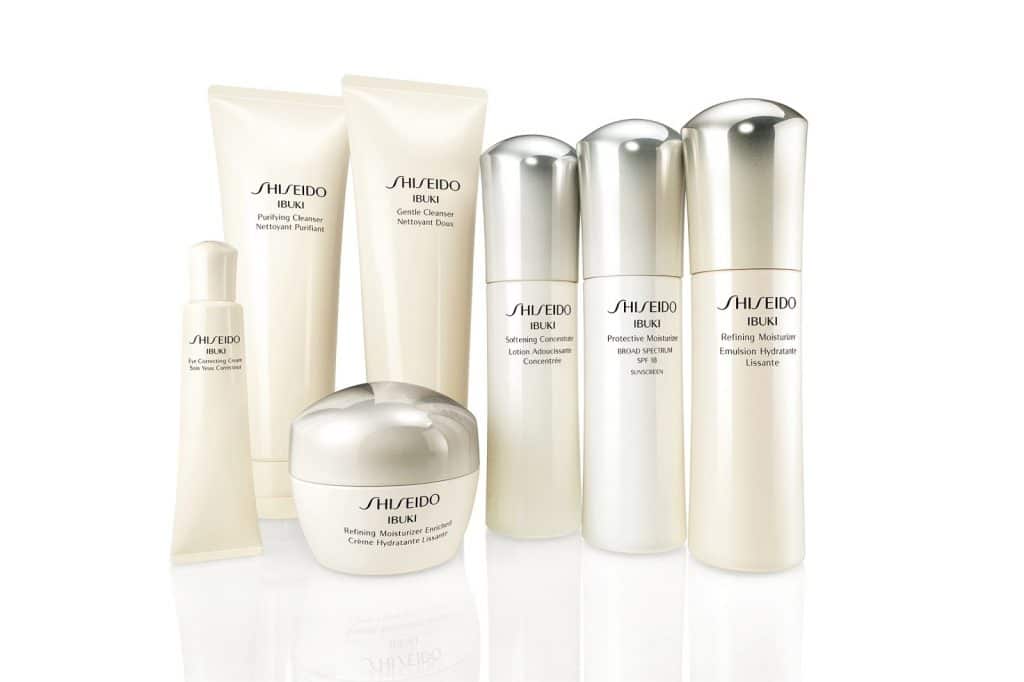 SHISEIDO
IBUKI
Purifying Cleanser
Nettoyant Purifiant
SHISEIDO
IBUKI
Gentle Cleanser
Nettoyant Doux
SHISEIDO
IBUKI
Eye Correcting Cream
Soin Yeux Correcteur
SHISEIDO
IBUKI
Refining Moisturizer Enriched
Crème Hydratante Lissante
SHISEIDO
IBUKI
Softening Concentrate
Lotion Adoucissante
Concentrée
SHISEIDO
IBUKI
Protective Moisturizer
BROAD SPECTRUM
SPF 18
SUNSCREEN
SHISEIDO
IBUKI
Refining Moisturizer
Emulsion Hydratante
Lissante